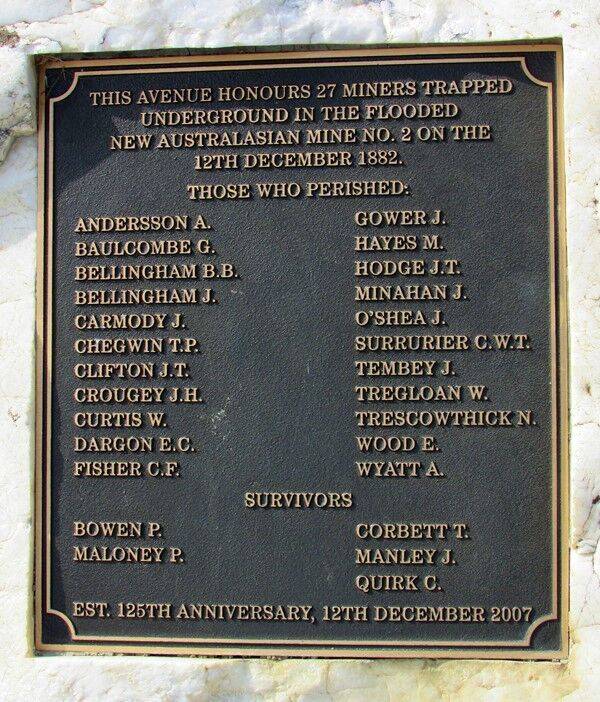 THIS AVENUE HONOURS 27 MINERS TRAPPED
UNDERGROUND IN THE FLOODED
NEW AUSTRALASIAN MINE NO. 2 ON THE
12TH DECEMBER 1882.
THOSE WHO PERISHED:
ANDERSSON A.
BAULCOMBE G.
BELLINGHAM B.B.
BELLINGHAM J.
CARMODY J.
CHEGWIN T.P.
CLIFTON J.T.
CROUGEY J.H.
CURTIS W.
DARGON E.C.
FISHER C.F.
GOWER J.
HAYES M.
HODGE J.T.
MINAHAN J.
O'SHEA J.
SURRURIER C.W.T.
TEMBEY J.
TREGLOAN W.
TRESCOWTHICK N.
WOOD E.
WYATT A.
SURVIVORS
BOWEN P.
MALONEY P.
CORBETT T.
MANLEY J.
QUIRK C.
EST. 125TH ANNIVERSARY, 12TH DECEMBER 2007